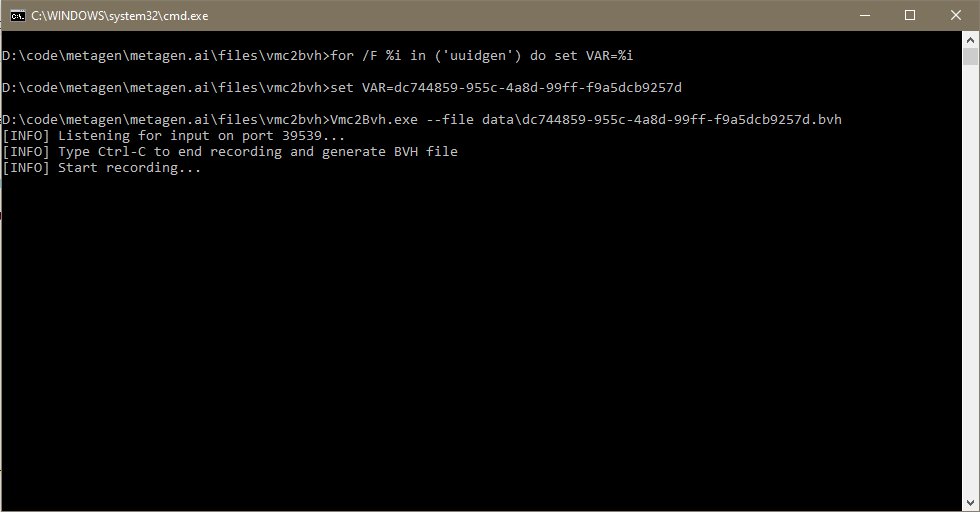 C:\WINDOWS\system32\cmd.exe
D:\code\metagen\metagen.ai\files\vmc2bvh>for /F %i in ('uuidgen') do set VAR=%i
D:\code\metagen\metagen.ai\files\vmc2bvh>set VAR=dc744859-955c-4a8d-99ff-f9a5dcb9257d
D:\code\metagen\metagen.ai\files\vmc2bvh>Vmc2Bvh.exe --file data\dc744859-955c-4a8d-99ff-f9a5dcb9257d.bvh
[INFO] Listening for input on port 39539...
[INFO] Type Ctrl-C to end recording and generate BVH file
[INFO] Start recording...